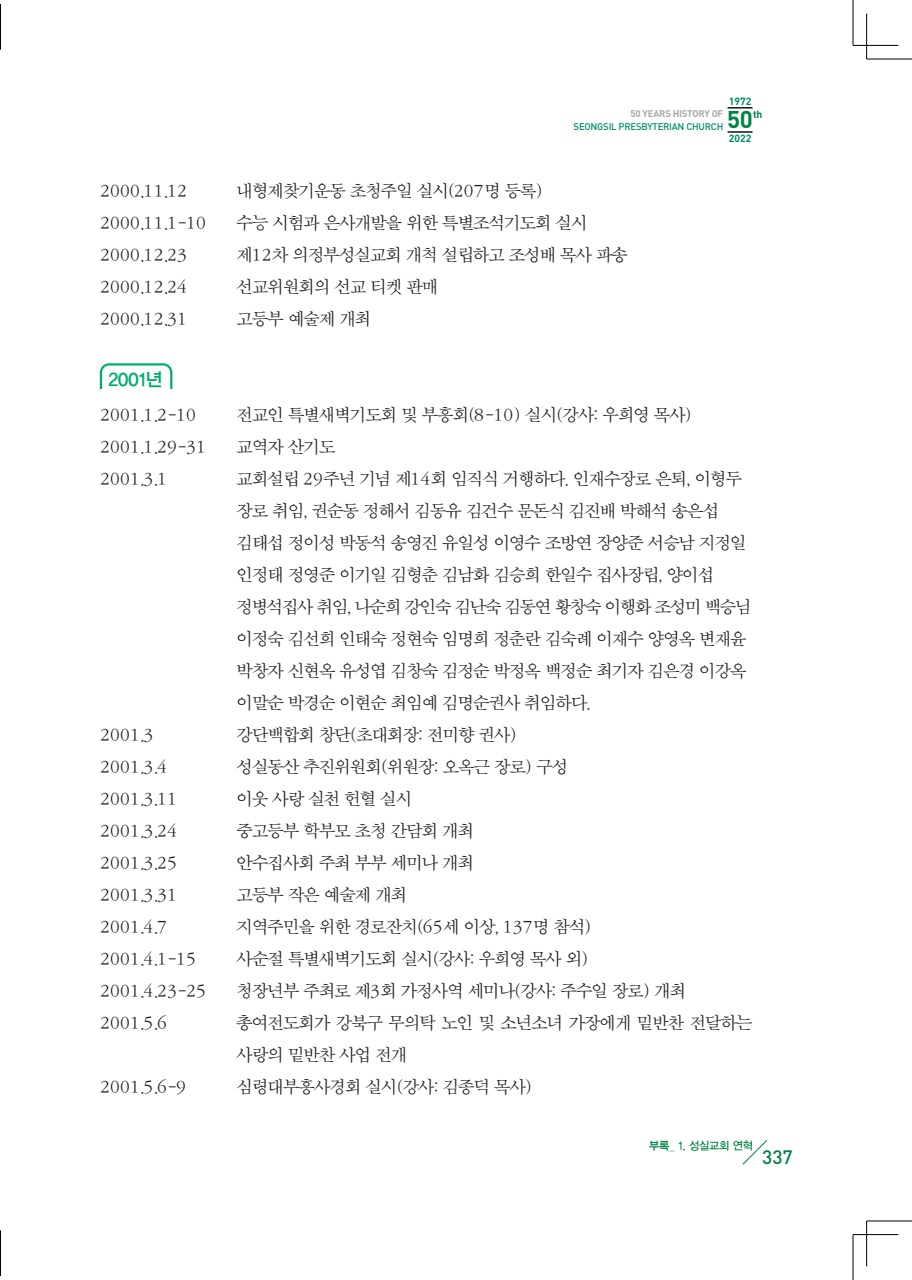 1972
50 YEARS HISTORY OF
SEONGSIL PRESBYTERIAN CHURCH
50th
2022
2000.11.12 내형제찾기운동 초청주일 실시(207명 등록)
2000.11.1-10 수능 시험과 은사개발을 위한 특별조석기도회 실시
2000.12.23 제12차 의정부성실교회 개척 설립하고 조성배 목사 파송
2000.12.24 선교위원회의 선교 티켓 판매
2000.12.31 고등부 예술제 개최
2001년
2001.1.2-10 전교인 특별새벽기도회 및 부흥회(8-10) 실시(강사: 우희영 목사)
2001.1.29-31 교역자 산기도
2001.3.1 교회설립 29주년 기념 제14회 임직식 거행하다. 인재수장로 은퇴, 이형두
장로 취임, 권순동 정해서 김동유 김건수 문돈식 김진배 박해석 송은섭
김태섭 정이성 박동석 송영진 유일성 이영수 조방연 장양준 서승남 지정일
인정태 정영준 이기일 김형춘 김남화 김승희 한일수 집사장립, 양이섭
정병석집사 취임, 나순희 강인숙 김난숙 김동연 황창숙 이행화 조성미 백승님
이정숙 김선희 인태숙 정현숙 임명희 정춘란 김숙례 이재수 양영옥 변재윤
박창자 신현옥 유성엽 김창숙 김정순 박정옥 백정순 최기자 김은경 이강옥
이말순 박경순 이현순 최임예 김명순권사 취임하다.
2001.3 강단백합회 창단(초대회장: 전미향 권사)
2001.3.4 성실동산 추진위원회(위원장: 오옥근 장로) 구성
2001.3.11 이웃 사랑 실천 헌혈 실시
2001.3.24 중고등부 학부모 초청 간담회 개최
2001.3.25 안수집사회 주최 부부 세미나 개최
2001.3.31 고등부 작은 예술제 개최
2001.4.7 지역주민을 위한 경로잔치(65세 이상, 137명 참석)
2001.4.1-15 사순절 특별새벽기도회 실시(강사: 우희영 목사 외)
2001.4.23-25 청장년부 주최로 제3회 가정사역 세미나(강사: 주수일 장로) 개최
2001.5.6 총여전도회가 강북구 무의탁 노인 및 소년소녀 가장에게 밑반찬 전달하는
사랑의 밑반찬 사업 전개
2001.5.6-9 심령대부흥사경회 실시(강사: 김종덕 목사)
부록_ 1. 성실교회 연혁 337